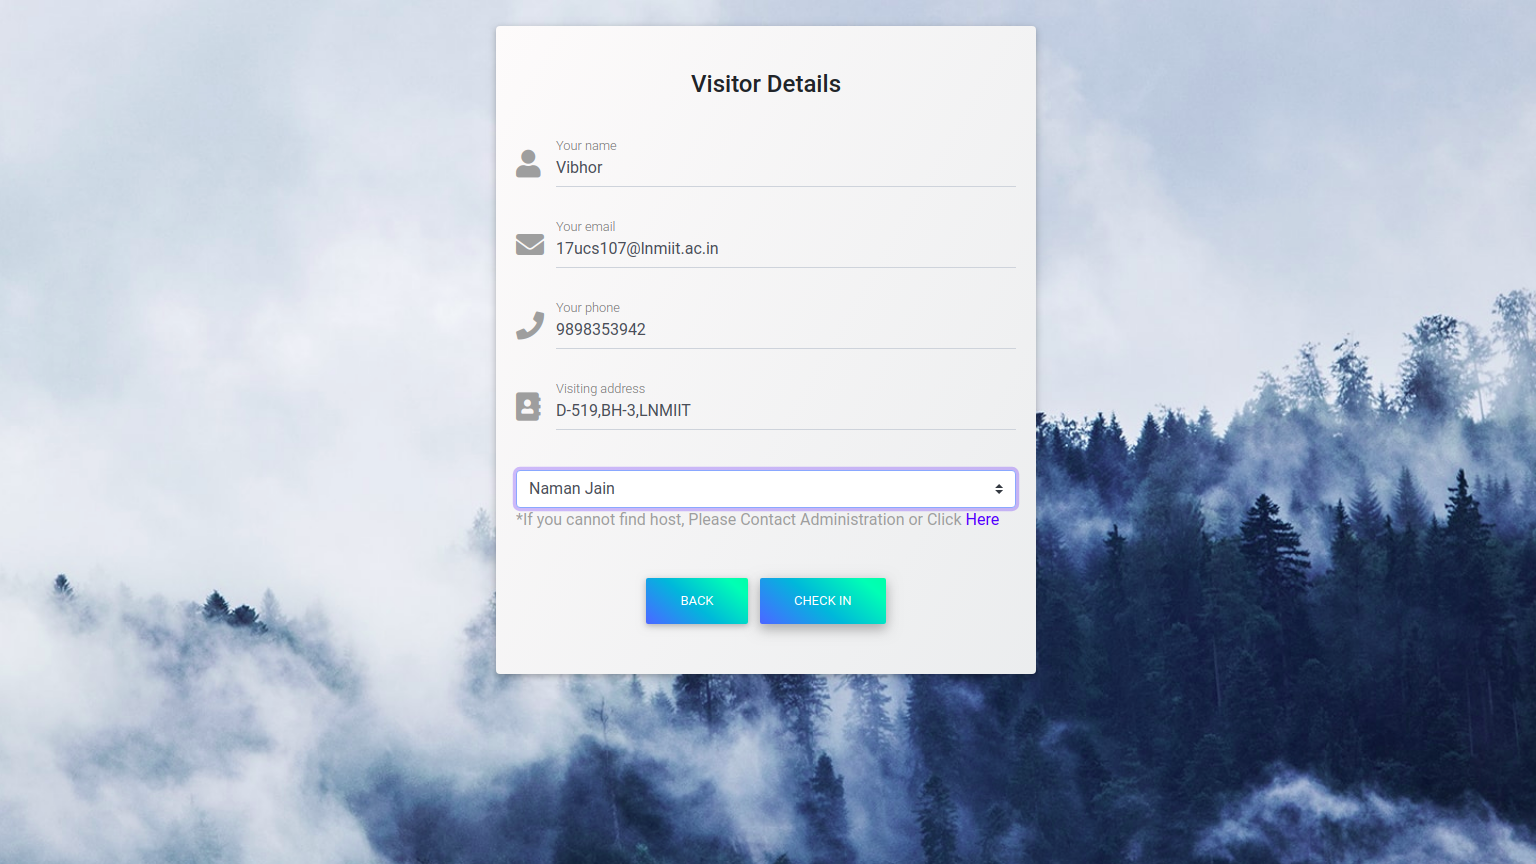 Visitor Details
Your name
Vibhor
Your email
17ucs107@lnmiit.ac.in
Your phone
9898353942
Visiting address
D-519,BH-3,LNMIIT
Naman Jain
*If you cannot find host, Please Contact Administration or Click Here
BACK CHECK IN